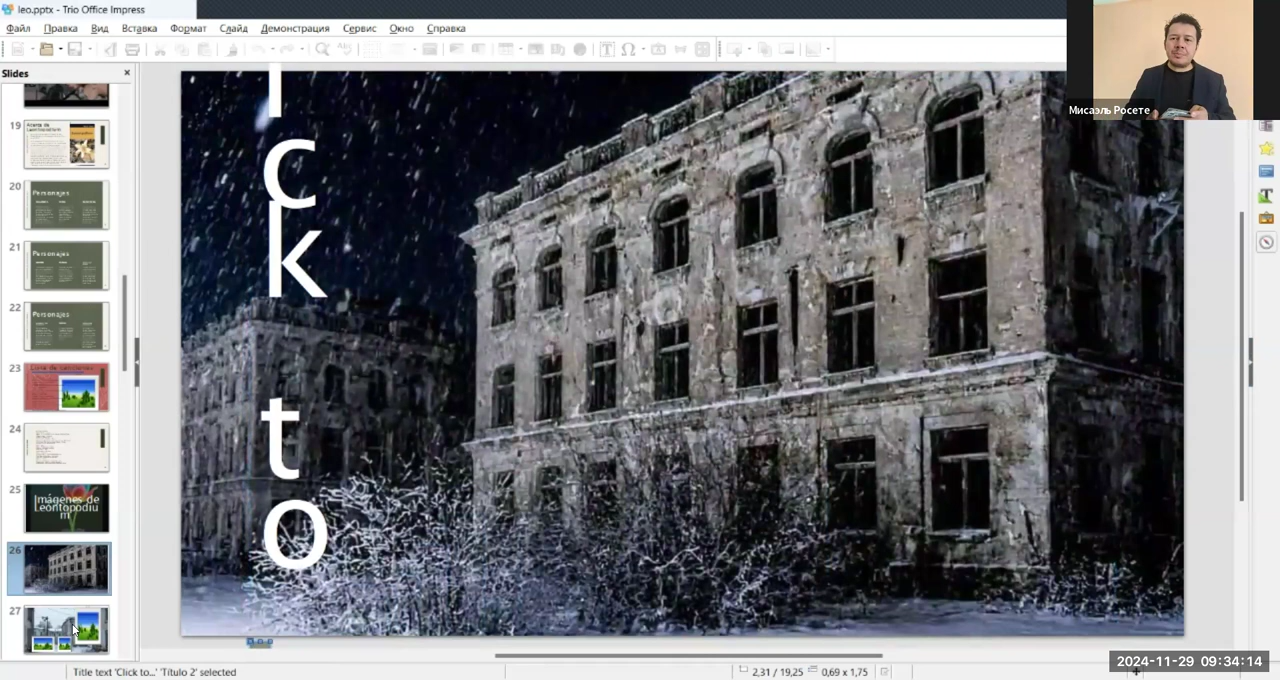 leo.pptx - Trio Office Impress
Файл Правка Вид Вставка Формат Слайд Демонстрация Сервис Окно Справка
Slides
19
20
Personajes
21
Personajes
22
Personajes
23
24
25
Imágenes de
Leontopodiu
m
26
27
i
c
k
t
o
Мисаэль Росете
Title text 'Click to...' 'Título 2' selected
2,31 / 19,25
0,69 x 1,75
2024-11-29 09:34:14